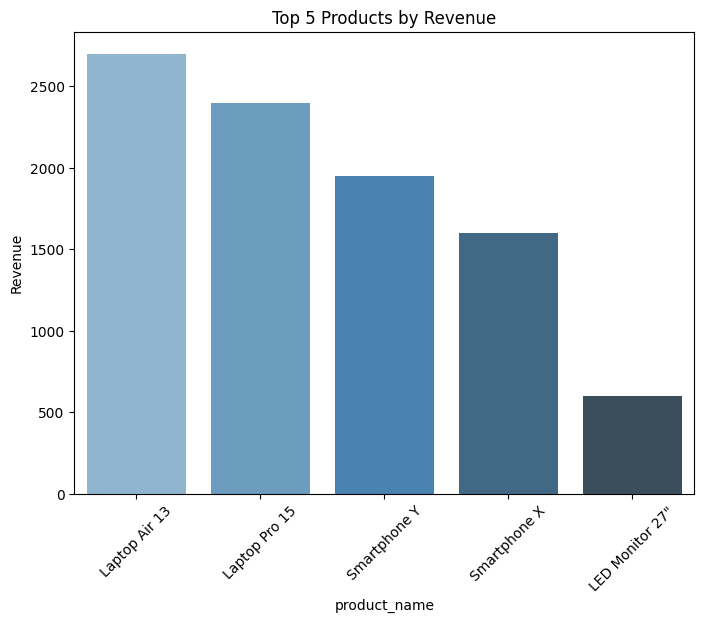 Top 5 Products by Revenue
Revenue
2500
2000
1500
1000
500
0
Laptop Air 13
Laptop Pro 15
Smartphone Y
Smartphone X
LED Monitor 27"
product_name